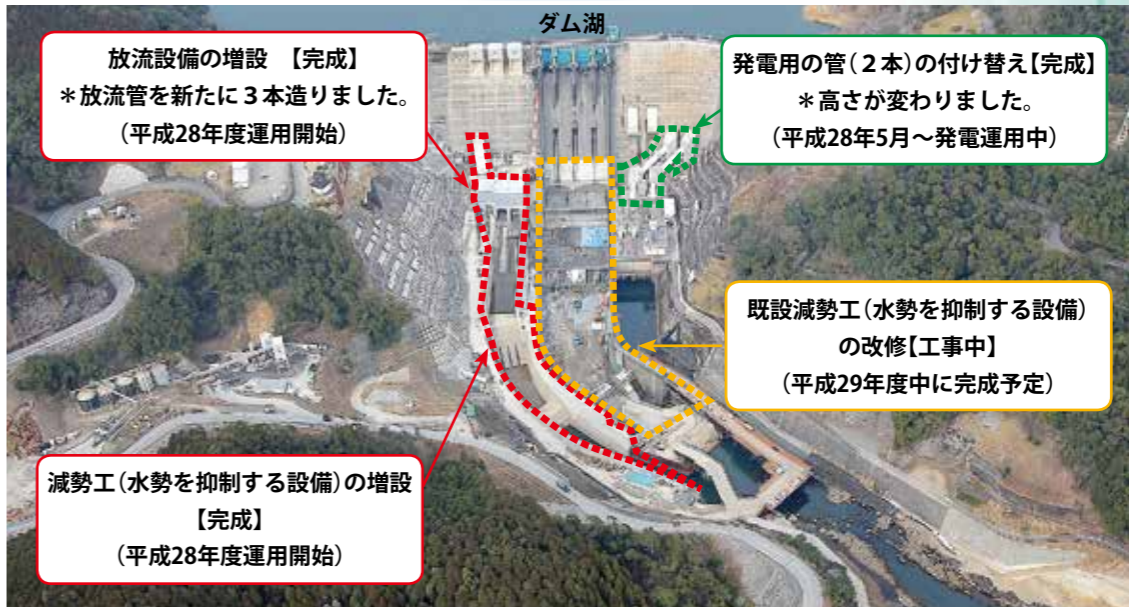 ダム湖
放流設備の増設　【完成】
＊放流管を新たに３本造りました。
（平成28年度運用開始）
発電用の管（２本）の付け替え【完成】
＊高さが変わりました。
（平成28年5月～発電運用中）
既設減勢工（水勢を抑制する設備）
の改修【工事中】
（平成29年度中に完成予定）
減勢工（水勢を抑制する設備）の増設
【完成】
（平成28年度運用開始）